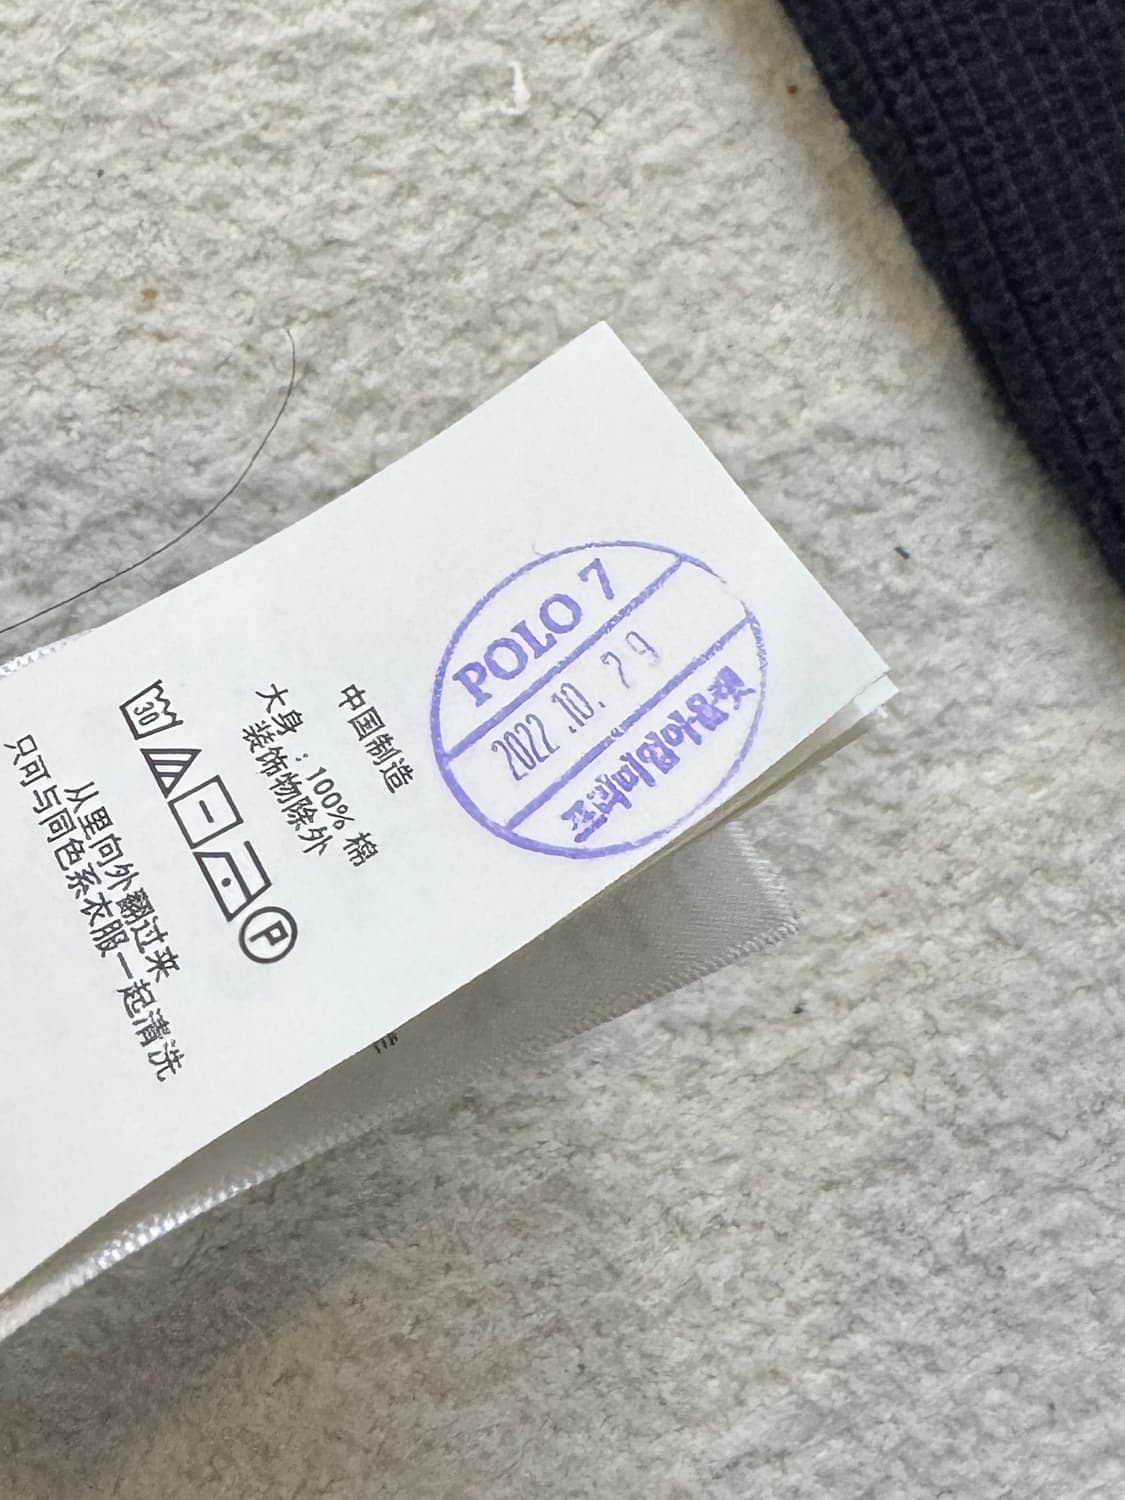 POLO 7
2022.10.29
中国制造
大身：100% 棉
装饰物除外
30
P
从里向外翻过来
只可与同色系衣服一起清洗